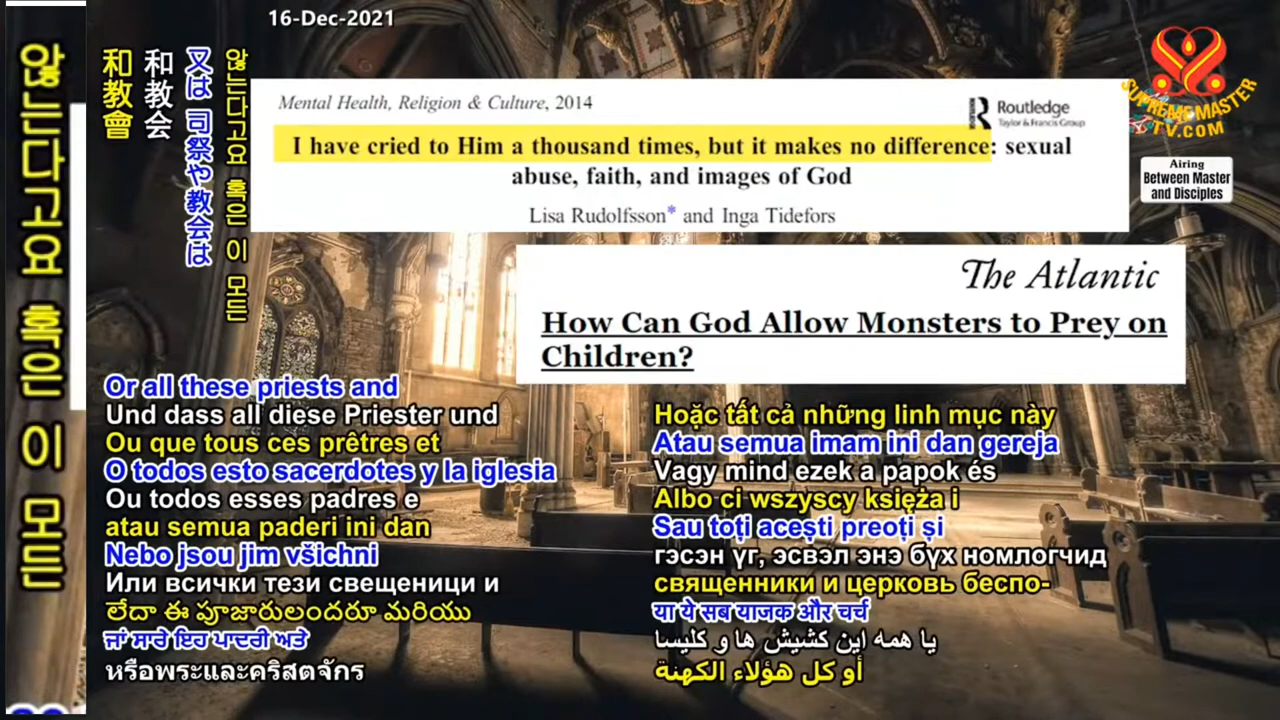 16-Dec-2021
않는다고요 혹은 이 모든
和教會
和教会
又は 司祭や教会は
않는다고요 혹은 이 모든
Mental Health, Religion & Culture, 2014
Routledge
Taylor & Francis Group
I have cried to Him a thousand times, but it makes no difference: sexual
abuse, faith, and images of God
Lisa Rudolfsson* and Inga Tidefors
SUPREME MASTER
TV.COM
Airing
Between Master
and Disciples
The Atlantic
How Can God Allow Monsters to Prey on
Children?
Or all these priests and
Und dass all diese Priester und
Ou que tous ces prêtres et
O todos esto sacerdotes y la iglesia
Ou todos esses padres e
atau semua paderi ini dan
Nebo jsou jim všichni
Или всички тези свещеници и
లేదా ఈ పూజారులందరూ మరియు
ਜਾਂ ਸਾਰੇ ਇਹ ਪਾਦਰੀ ਅਤੇ
หรือพระและคริสตจักร
Hoặc tất cả những linh mục này
Atau semua imam ini dan gereja
Vagy mind ezek a papok és
Albo ci wszyscy księża i
Sau toți acești preoți și
гэсэн үг, эсвэл энэ бүх номлогчид
священники и церковь беспо-
या ये सब याजक और चर्च
یا همه این کشیش ها و کلیسا
أو كل هؤلاء الكهنة